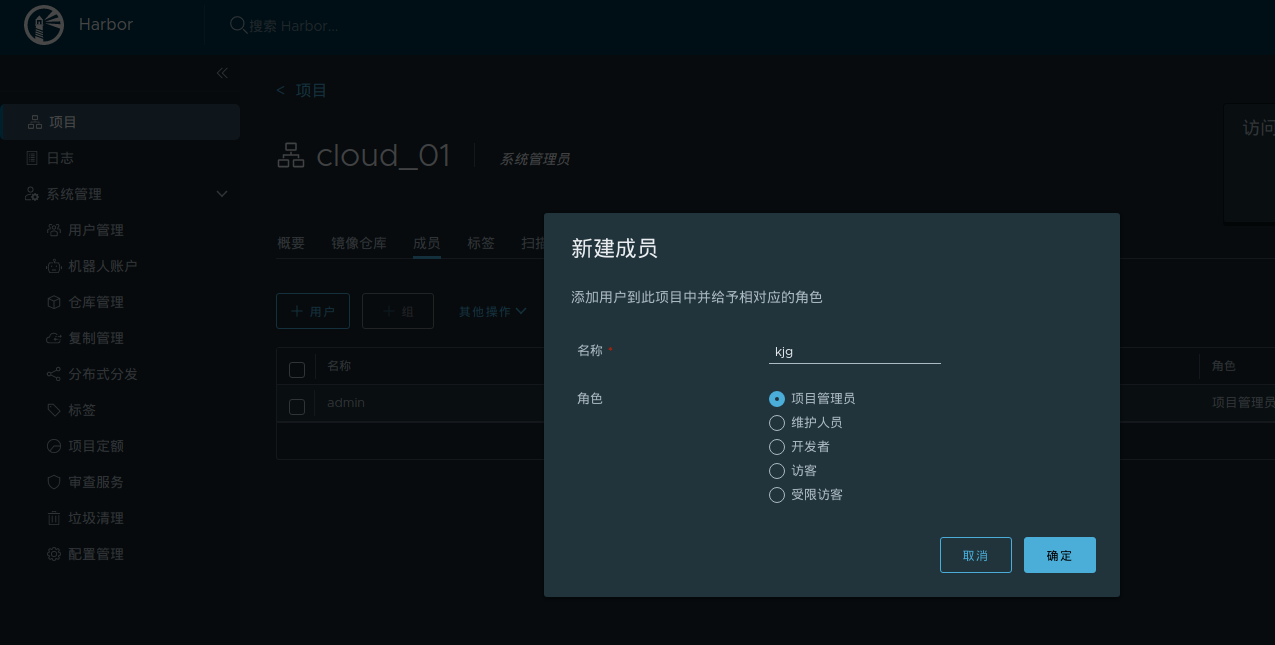 Harbor
搜索 Harbor...
< 项目
项目
日志
系统管理
用户管理
机器人账户
仓库管理
复制管理
分布式分发
标签
项目定额
审查服务
垃圾清理
配置管理
cloud_01
系统管理员
访问
概要 镜像仓库 成员 标签 扫描
+ 用户 + 组 其他操作
名称 角色
admin 项目管理员
新建成员
添加用户到此项目中并给予相对应的角色
名称 * kjg
角色
项目管理员
维护人员
开发者
访客
受限访客
取消 确定